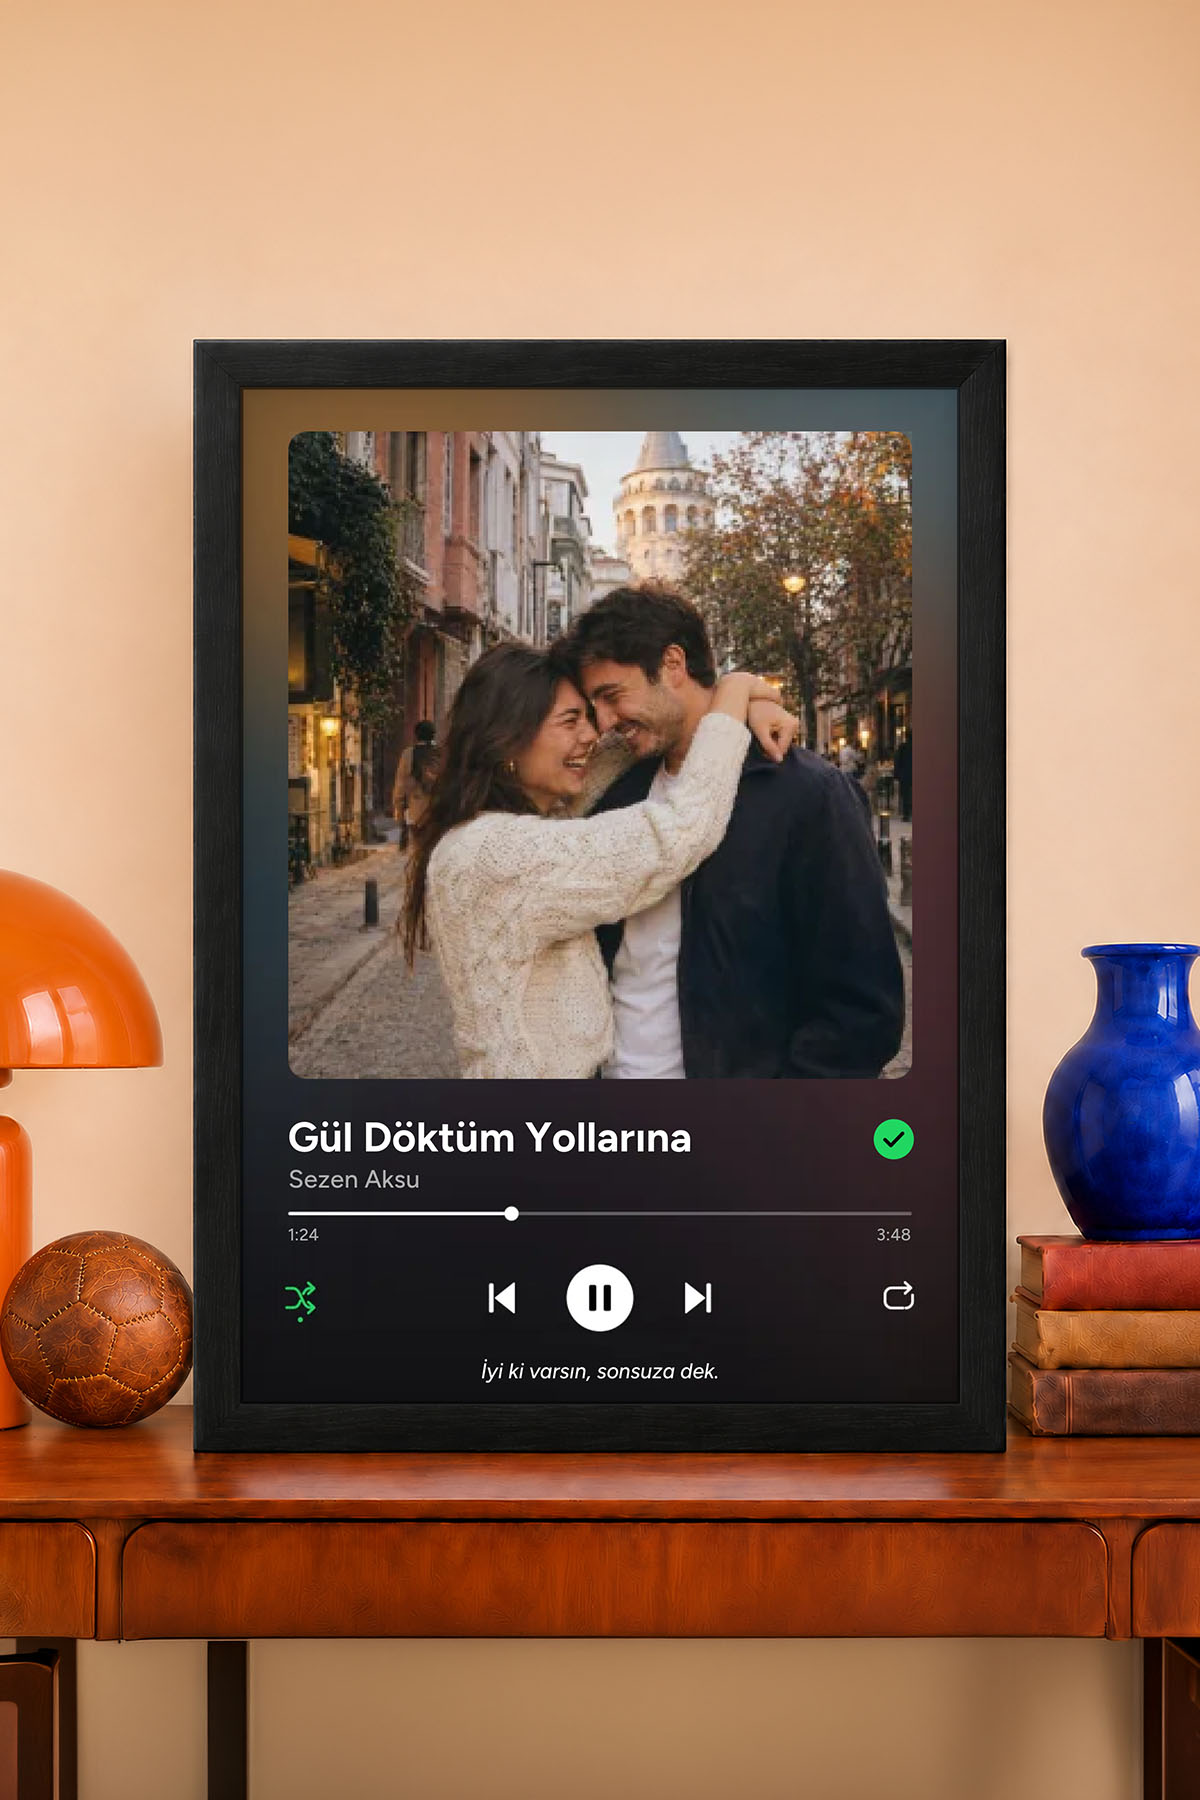 Gül Döktüm Yollarına
Sezen Aksu
1:24
3:48
İyi ki varsın, sonsuza dek.